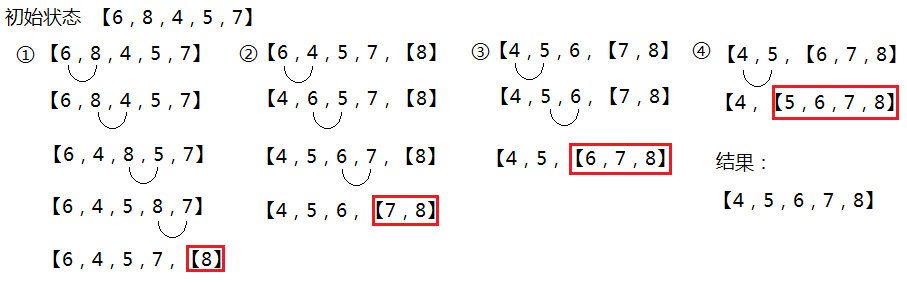 初始状态 【6 , 8 , 4 , 5 , 7】
① 【6 , 8 , 4 , 5 , 7】
【6 , 8 , 4 , 5 , 7】
【6 , 4 , 8 , 5 , 7】
【6 , 4 , 5 , 8 , 7】
【6 , 4 , 5 , 7 , 【8】
② 【6 , 4 , 5 , 7 , 【8】
【4 , 6 , 5 , 7 , 【8】
【4 , 5 , 6 , 7 , 【8】
【4 , 5 , 6 , 【7 , 8】
③ 【4 , 5 , 6 , 【7 , 8】
【4 , 5 , 6 , 【7 , 8】
【4 , 5 , 【6 , 7 , 8】
④ 【4 , 5 , 【6 , 7 , 8】
【4 , 【5 , 6 , 7 , 8】
结果：
【4 , 5 , 6 , 7 , 8】